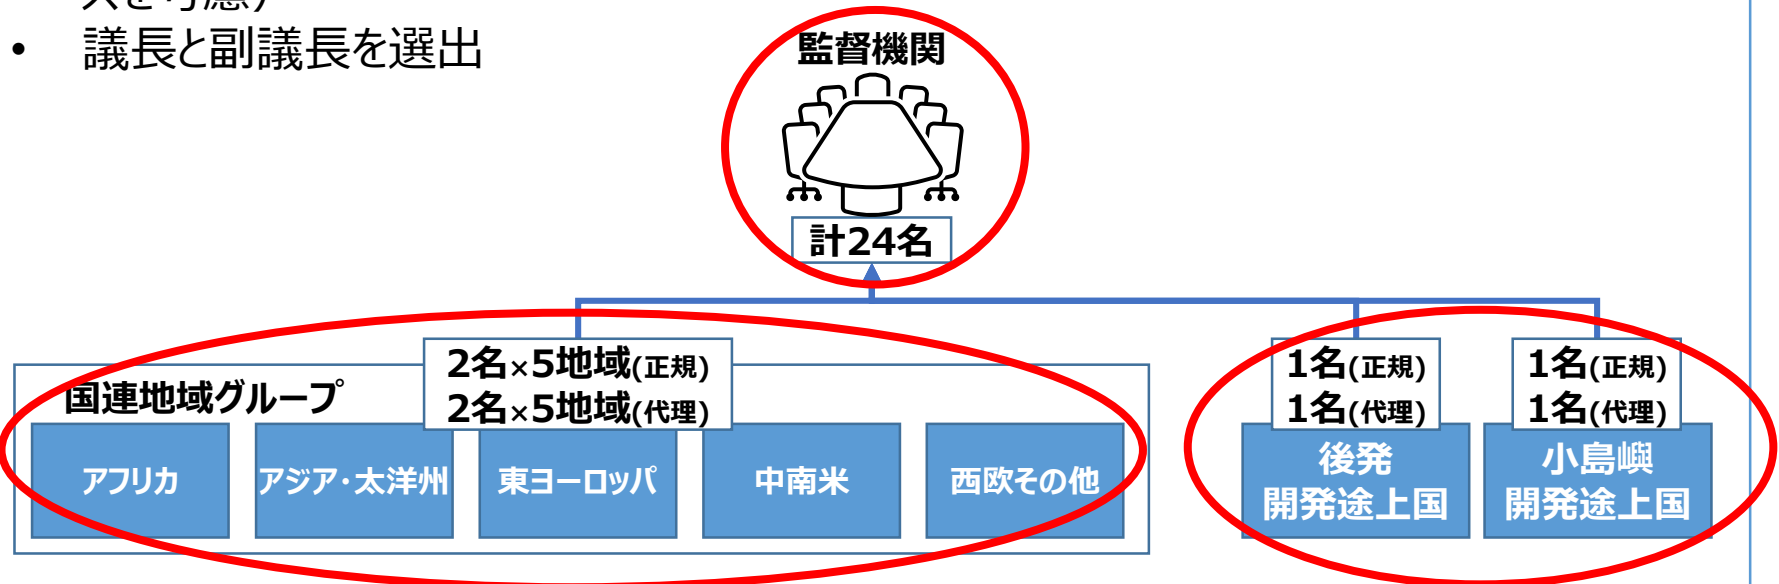 • 議長と副議長を選出
監督機関
計24名
2名×5地域(正規)
2名×5地域(代理)
国連地域グループ
アフリカ
アジア・太洋州
東ヨーロッパ
中南米
西欧その他
1名(正規)
1名(代理)
後発
開発途上国
1名(正規)
1名(代理)
小島嶼
開発途上国